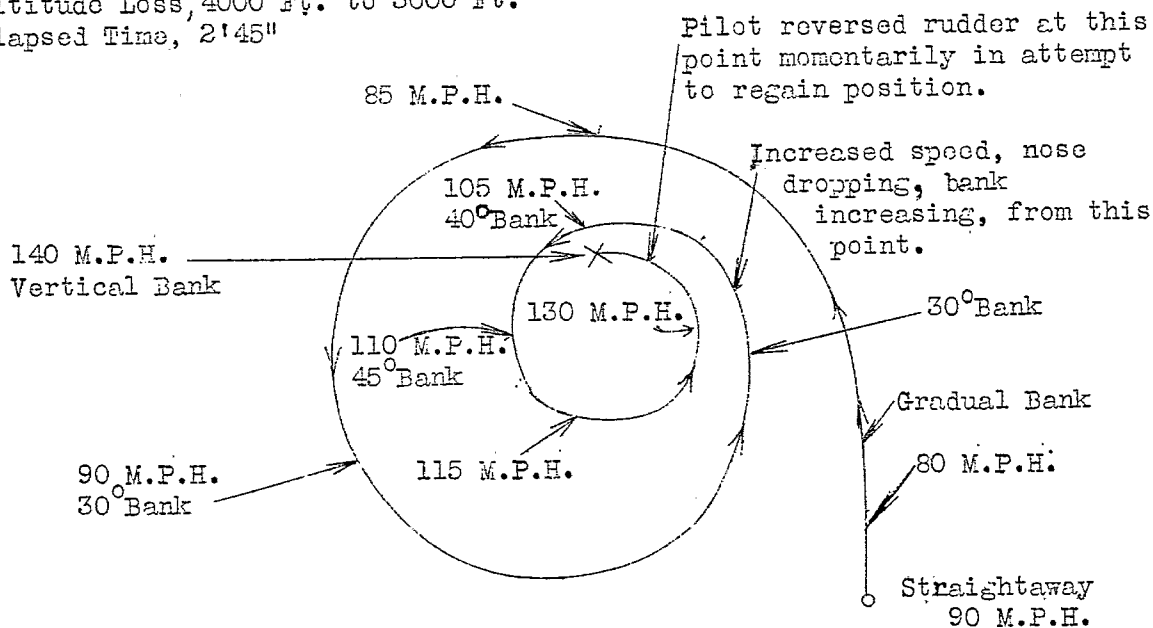 Loss, 4000 Ft. to 3000 Ft.
Time, 2'45"
Pilot reversed rudder at this
point momentarily in attempt
to regain position.
85 M.P.H.
Increased speed, nose
dropping, bank
increasing, from this
point.
105 M.P.H.
40° Bank
140 M.P.H.
Vertical Bank
130 M.P.H.
30° Bank
110 M.P.H.
45° Bank
Gradual Bank
115 M.P.H.
80 M.P.H.
90 M.P.H.
30° Bank
Straightaway
90 M.P.H.